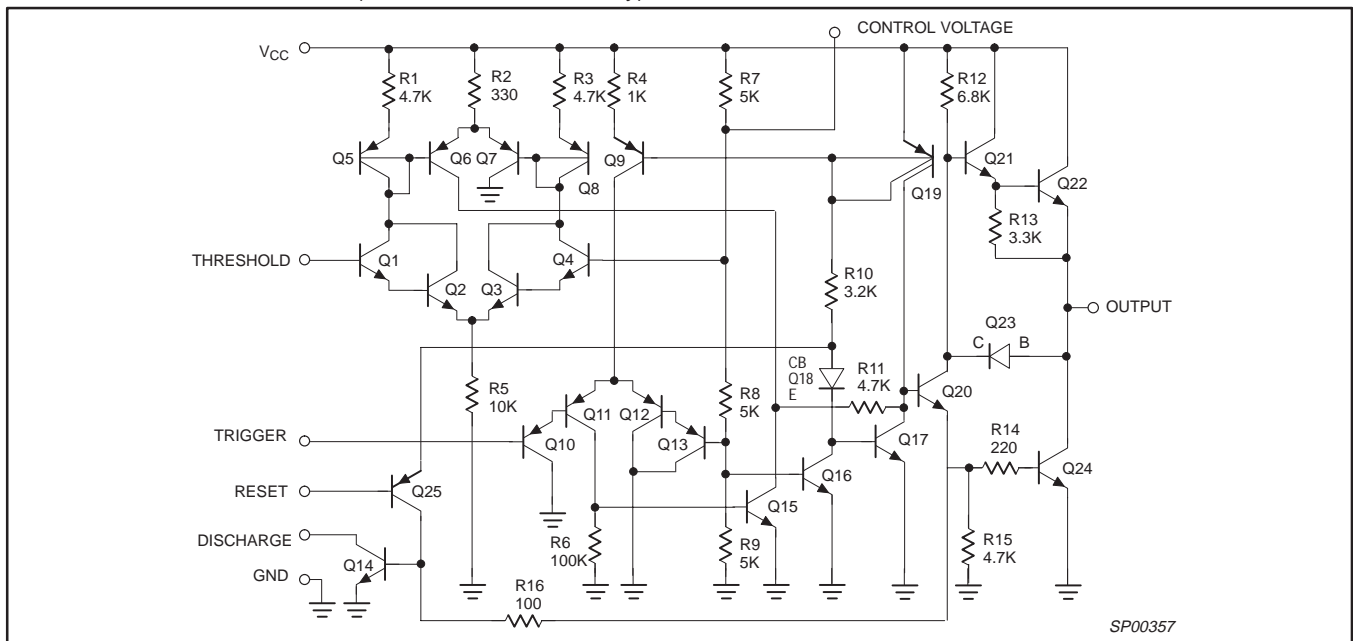 CONTROL VOLTAGE
VCC
R1
4.7K
R2
330
R3
4.7K
R4
1K
R7
5K
R12
6.8K
Q5
Q6
Q7
Q8
Q9
Q19
Q21
Q22
R13
3.3K
THRESHOLD
Q1
Q2
Q3
Q4
R10
3.2K
OUTPUT
Q23
C
B
CB
Q18
E
R11
4.7K
Q20
R5
10K
Q11
Q12
R8
5K
TRIGGER
Q10
Q13
Q17
R14
220
Q24
Q16
RESET
Q25
Q15
DISCHARGE
R6
100K
R9
5K
R15
4.7K
Q14
GND
R16
100
SP00357